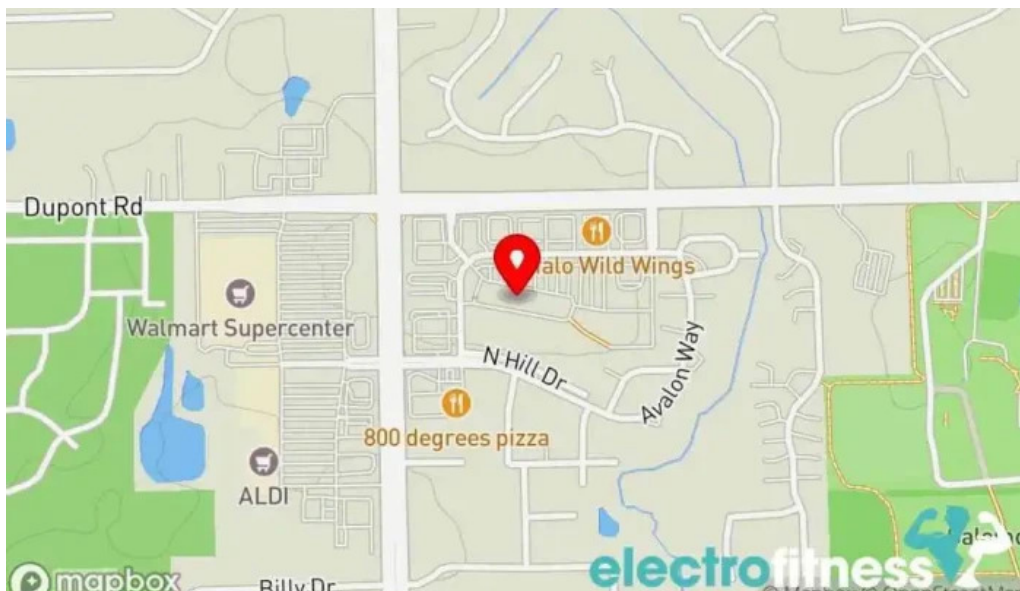 Dupont Rd
alo Wild Wings
Walmart Supercenter
N Hill Dr
Avalon Way
800 degrees pizza
ALDI
electrofitness
mapbox
Billy Dr